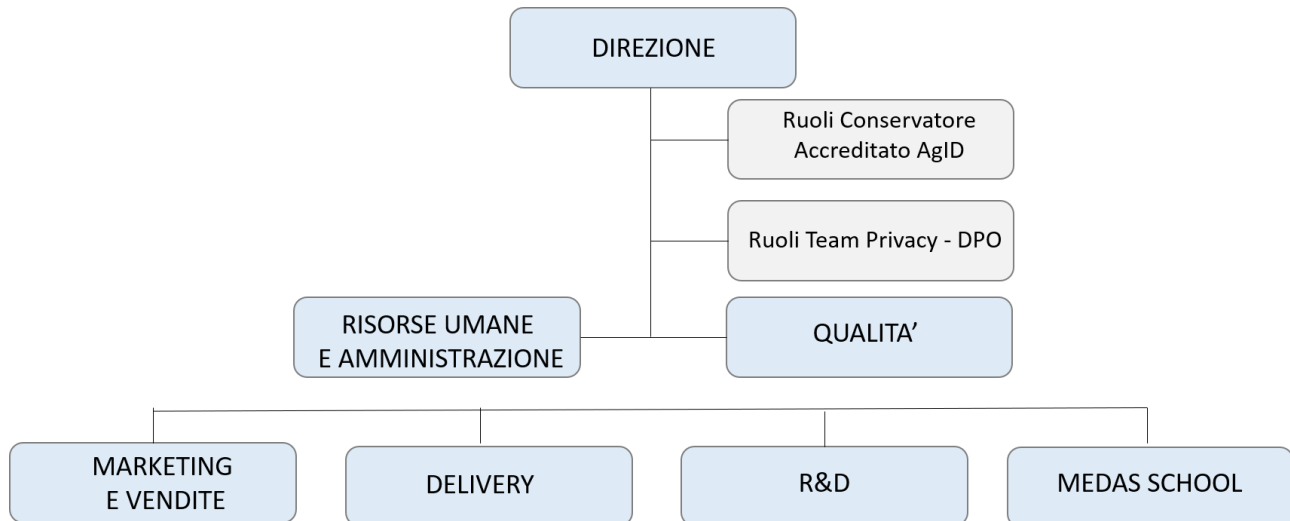 DIREZIONE
Ruoli Conservatore
Accreditato AgID
Ruoli Team Privacy - DPO
RISORSE UMANE
E AMMINISTRAZIONE
QUALITA’
MARKETING
E VENDITE
DELIVERY
R&D
MEDAS SCHOOL